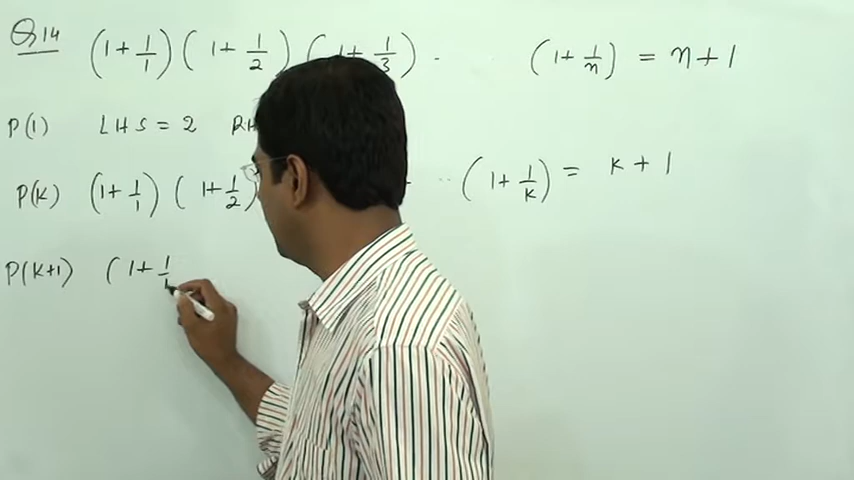 Q14 (1 + 1/1) ( 1 + 1/2 ) ( 1 + 1/3 ) - . (1 + 1/n) = n + 1
P(1) LHS = 2
P(K) (1 + 1/1) ( 1 + 1/2) - .. (1 + 1/K) = K + 1
P(K+1) ( 1 + 1/1